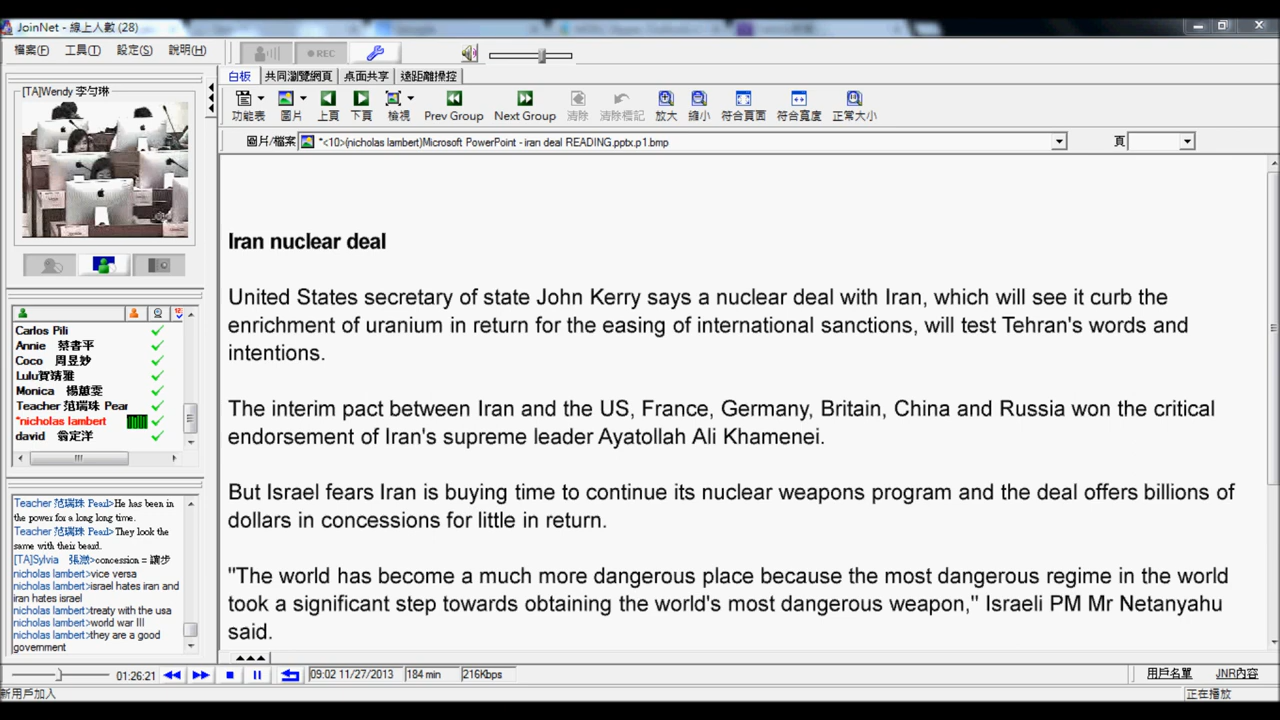 JoinNet - 線上人數 (28)
檔案(F) 工具(T) 設定(S) 說明(H)
REC
[TA]Wendy 李勻琳
白板 共同瀏覽網頁 桌面共享 遠距離操控
功能表 圖片 上頁 下頁 檢視 Prev Group Next Group 清除 清除標記 放大 縮小 符合頁面 符合寬度 正常大小
圖片/檔案 *<10>(nicholas lambert)Microsoft PowerPoint - iran deal READING.pptx.p1.bmp 頁
Carlos Pili
Annie 蔡書平
Coco 周昱妙
Lulu賀靖雅
Monica 楊蕙雯
Teacher 范瑞珠 Pear
*nicholas lambert
david 翁定洋
Teacher 范瑞珠 Pearl>He has been in
the power for a long long time.
Teacher 范瑞珠 Pearl>They look the
same with their beard.
[TA]Sylvia 張濨>concession = 讓步
nicholas lambert>vice versa
nicholas lambert>israel hates iran and
iran hates israel
nicholas lambert>treaty with the usa
nicholas lambert>world war III
nicholas lambert>they are a good
government
Iran nuclear deal
United States secretary of state John Kerry says a nuclear deal with Iran, which will see it curb the
enrichment of uranium in return for the easing of international sanctions, will test Tehran's words and
intentions.
The interim pact between Iran and the US, France, Germany, Britain, China and Russia won the critical
endorsement of Iran's supreme leader Ayatollah Ali Khamenei.
But Israel fears Iran is buying time to continue its nuclear weapons program and the deal offers billions of
dollars in concessions for little in return.
"The world has become a much more dangerous place because the most dangerous regime in the world
took a significant step towards obtaining the world's most dangerous weapon," Israeli PM Mr Netanyahu
said.
01:26:21 09:02 11/27/2013 184 min 216Kbps 用戶名單 JNR內容
新用戶加入 正在播放